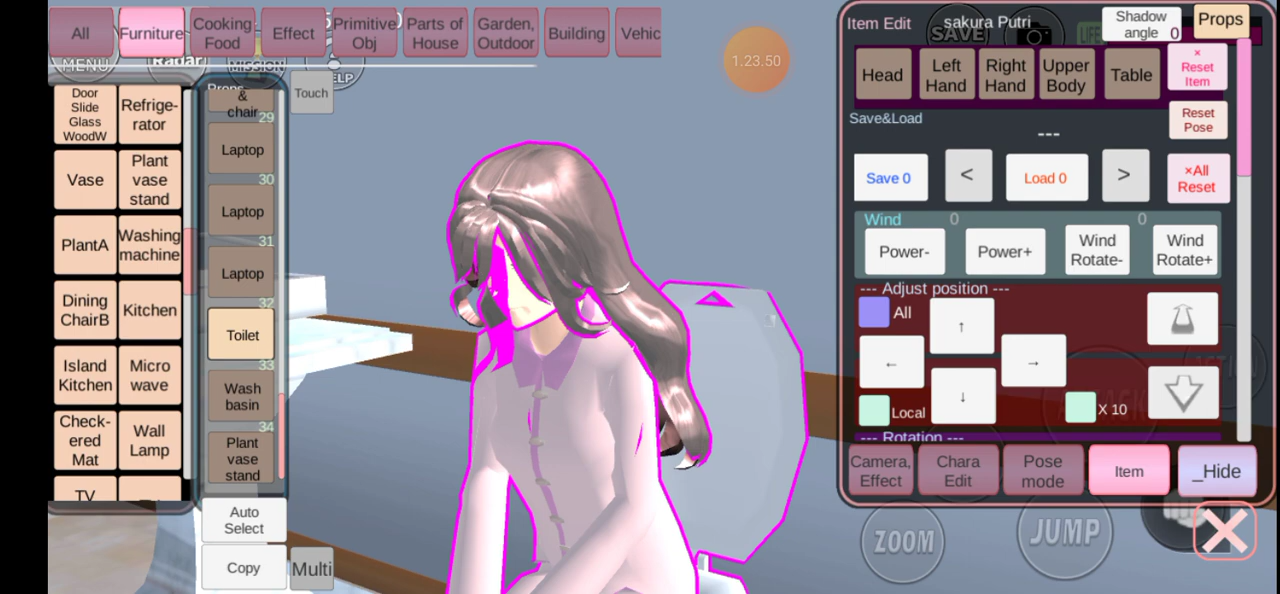 All
Furniture
Cooking
Food
Effect
Primitive
Obj
Parts of
House
Garden,
Outdoor
Building
Vehic
MENU
Radar
MISSION
HELP
Door
Slide
Glass
WoodW
Refrige-
rator
Vase
Plant
vase
stand
PlantA
Washing
machine
Dining
ChairB
Kitchen
Island
Kitchen
Micro
wave
Check-
ered
Mat
Wall
Lamp
TV
Props
&
chair
29
Laptop
30
Laptop
31
Laptop
32
Toilet
33
Wash
basin
34
Plant
vase
stand
Auto
Select
Copy
Multi
Touch
1.23.50
Item Edit
sakura Putri
SAVE
LIFE
Shadow
angle 0
Props
Head
Left
Hand
Right
Hand
Upper
Body
Table
×
Reset
Item
Save&Load
---
Reset
Pose
Save 0
<
Load 0
>
×All
Reset
Wind 0 0
Power-
Power+
Wind
Rotate-
Wind
Rotate+
--- Adjust position ---
All
↑
←
→
↓
Local
X 10
--- Rotation ---
Camera,
Effect
Chara
Edit
Pose
mode
Item
_Hide
ZOOM
JUMP